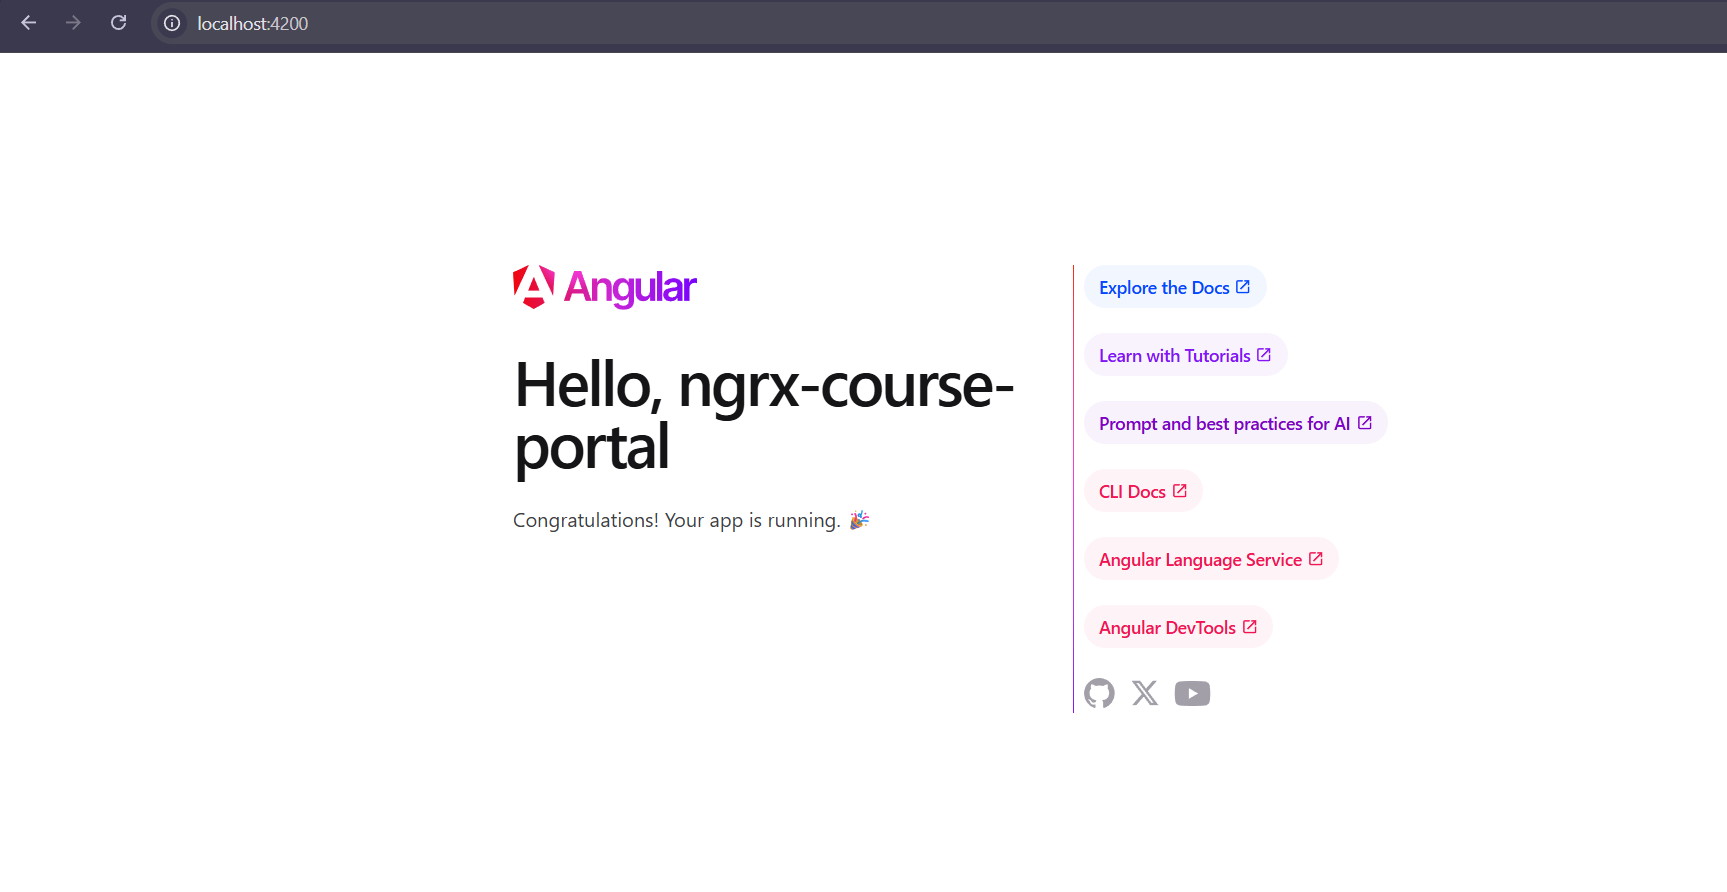 localhost:4200
Angular
Hello, ngrx-course-
portal
Congratulations! Your app is running. 🎉
Explore the Docs
Learn with Tutorials
Prompt and best practices for AI
CLI Docs
Angular Language Service
Angular DevTools